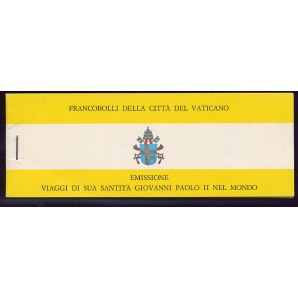 FRANCOBOLLI DELLA CITTÀ DEL VATICANO
EMISSIONE
VIAGGI DI SUA SANTITÀ GIOVANNI PAOLO II NEL MONDO